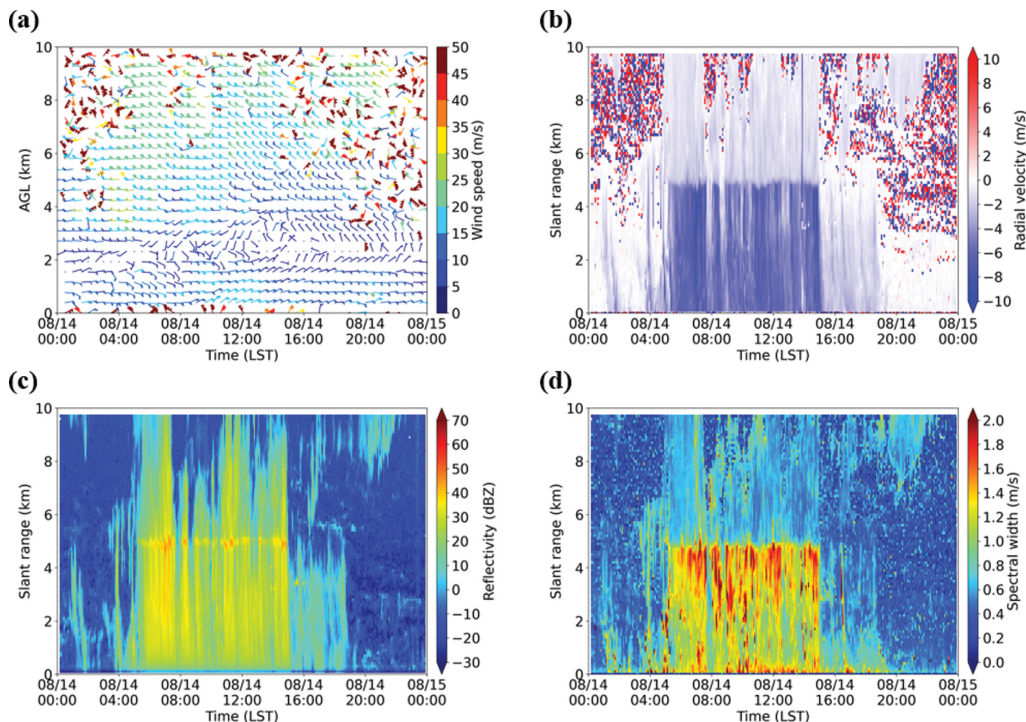 (a)
(b)
10
8
6
4
2
0
AGL (km)
08/14 08/14 08/14 08/14 08/14 08/14 08/15
00:00 04:00 08:00 12:00 16:00 20:00 00:00
Time (LST)
50
45
40
35
30
25
20
15
10
5
0
Wind speed (m/s)
10
8
6
4
2
0
Slant range (km)
08/14 08/14 08/14 08/14 08/14 08/14 08/15
00:00 04:00 08:00 12:00 16:00 20:00 00:00
Time (LST)
10
8
6
4
2
0
−2
−4
−6
−8
−10
Radial velocity (m/s)
(c)
(d)
10
8
6
4
2
0
Slant range (km)
08/14 08/14 08/14 08/14 08/14 08/14 08/15
00:00 04:00 08:00 12:00 16:00 20:00 00:00
Time (LST)
70
60
50
40
30
20
10
0
−10
−20
−30
Reflectivity (dBZ)
10
8
6
4
2
0
Slant range (km)
08/14 08/14 08/14 08/14 08/14 08/14 08/15
00:00 04:00 08:00 12:00 16:00 20:00 00:00
Time (LST)
2.0
1.8
1.6
1.4
1.2
1.0
0.8
0.6
0.4
0.2
0.0
Spectral width (m/s)